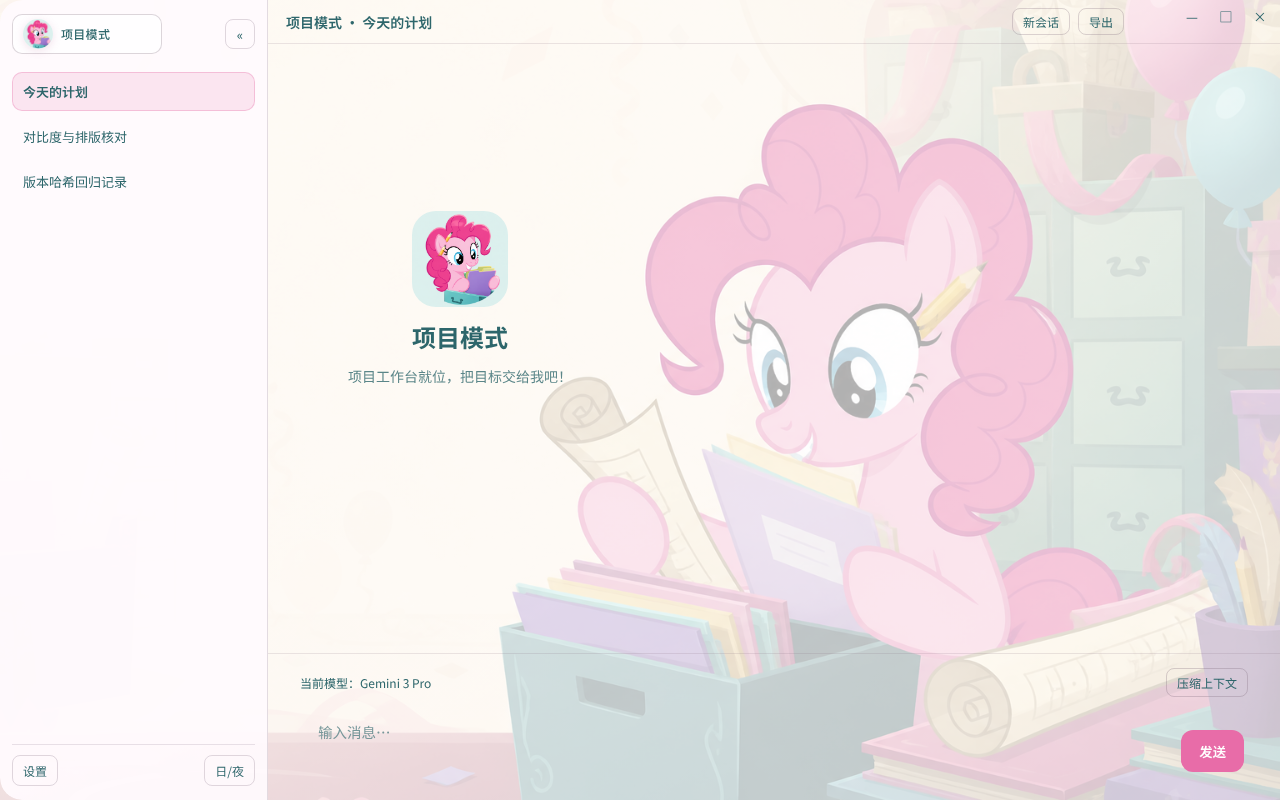 项目模式
«
今天的计划
对比度与排版核对
版本哈希回归记录
设置
日/夜
项目模式 · 今天的计划
新会话
导出
项目模式
项目工作台就位，把目标交给我吧！
当前模型：Gemini 3 Pro
压缩上下文
输入消息…
发送